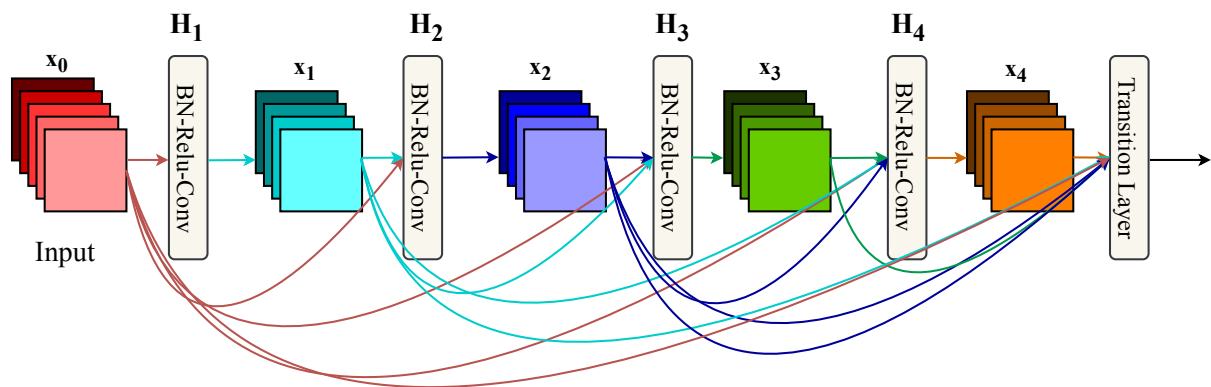 H1
H2
H3
H4
x0
x1
x2
x3
x4
BN-Relu-Conv
BN-Relu-Conv
BN-Relu-Conv
BN-Relu-Conv
Transition Layer
Input